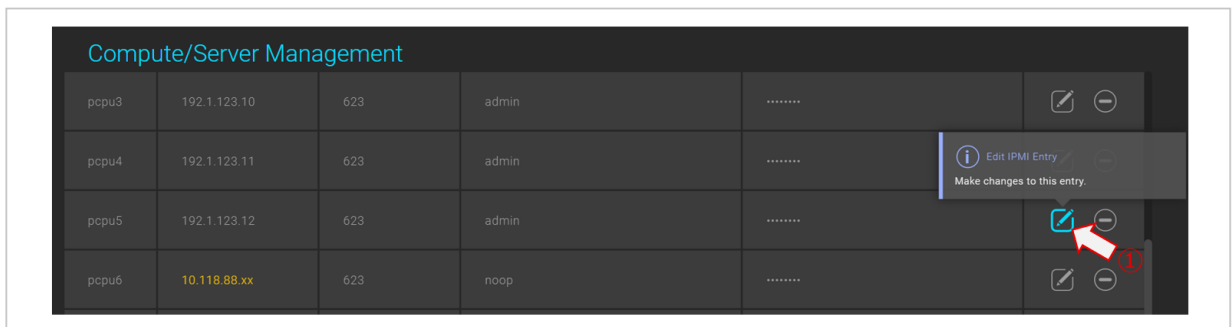 Compute/Server Management
pcpu3 192.1.123.10 623 admin ········
pcpu4 192.1.123.11 623 admin ········
Edit IPMI Entry
Make changes to this entry.
pcpu5 192.1.123.12 623 admin ········
①
pcpu6 10.118.88.xx 623 noop ········